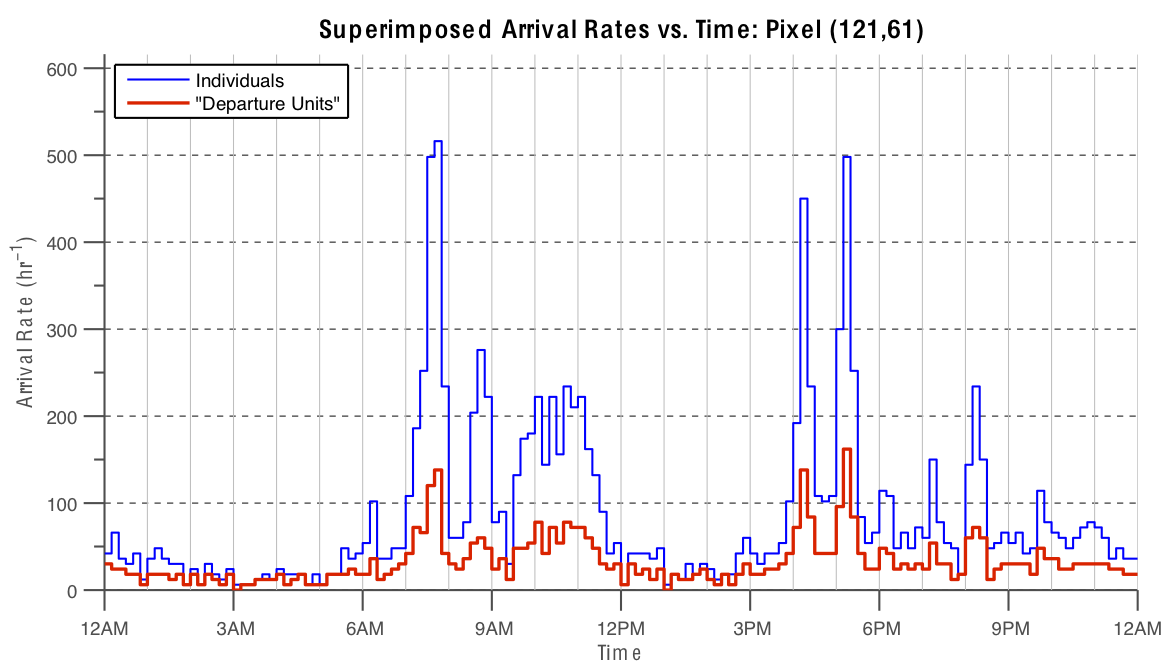 Superimposed Arrival Rates vs. Time: Pixel (121,61)
Individuals
"Departure Units"
600
500
400
300
200
100
0
Arrival Rate (hr⁻¹)
12AM 3AM 6AM 9AM 12PM 3PM 6PM 9PM 12AM
Time